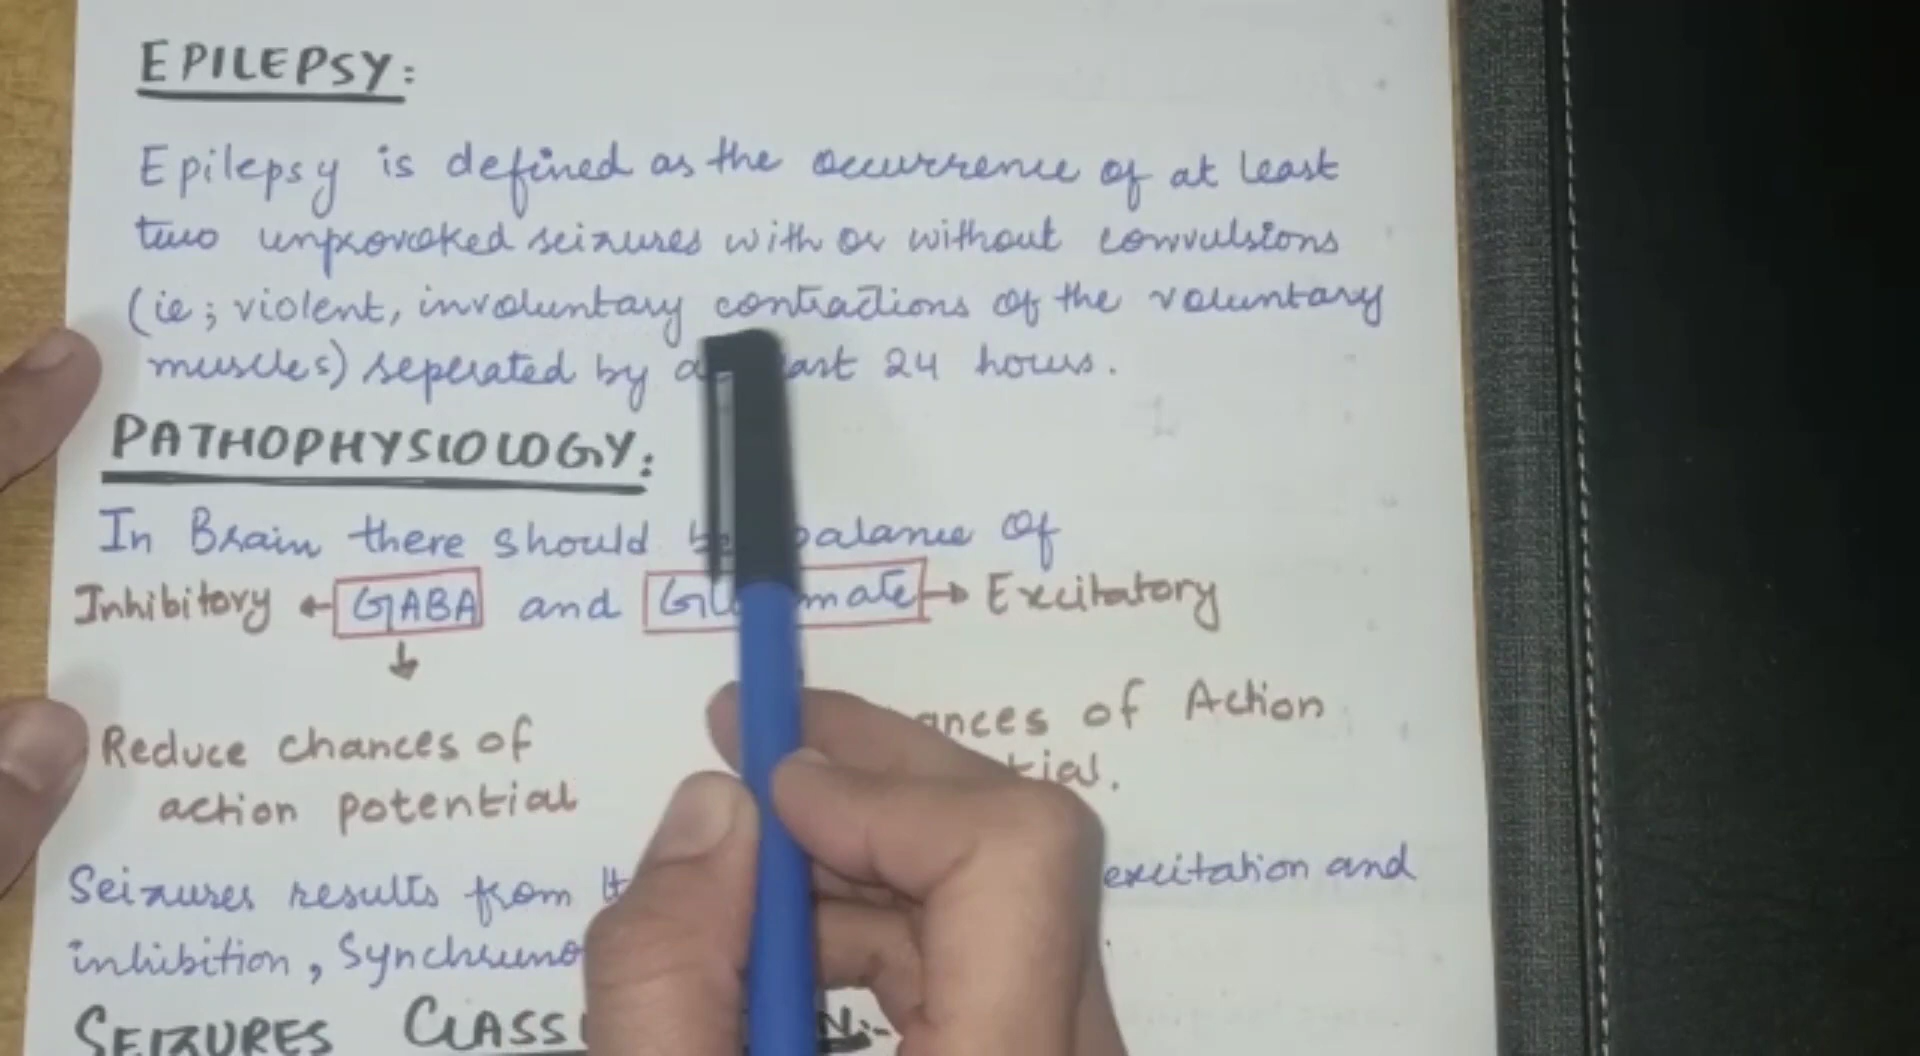 EPILEPSY:
Epilepsy is defined as the occurrence of at least
two unprovoked seizures with or without convulsions
(ie; violent, involuntary contractions of the voluntary
muscles) seperated by 24 hours.
PATHOPHYSIOLOGY:
In Brain there should balance of
Inhibitory ← GABA and → Excitatory
↓
Reduce chances of
action potential
of Action
Seizures results from excitation and
inhibition,
SEIZURES